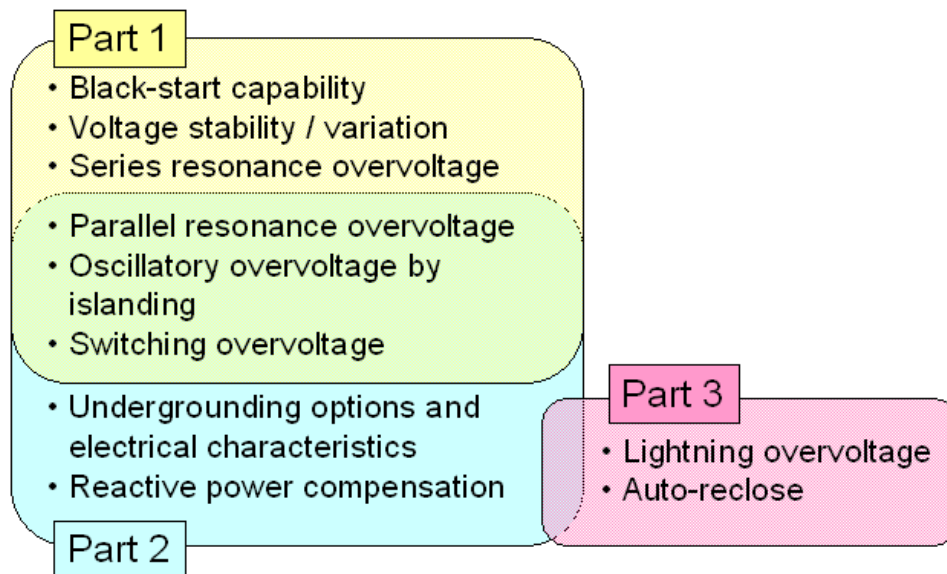 Part 1
• Black-start capability
• Voltage stability / variation
• Series resonance overvoltage
• Parallel resonance overvoltage
• Oscillatory overvoltage by
islanding
• Switching overvoltage
• Undergrounding options and
electrical characteristics
• Reactive power compensation
Part 2
Part 3
• Lightning overvoltage
• Auto-reclose